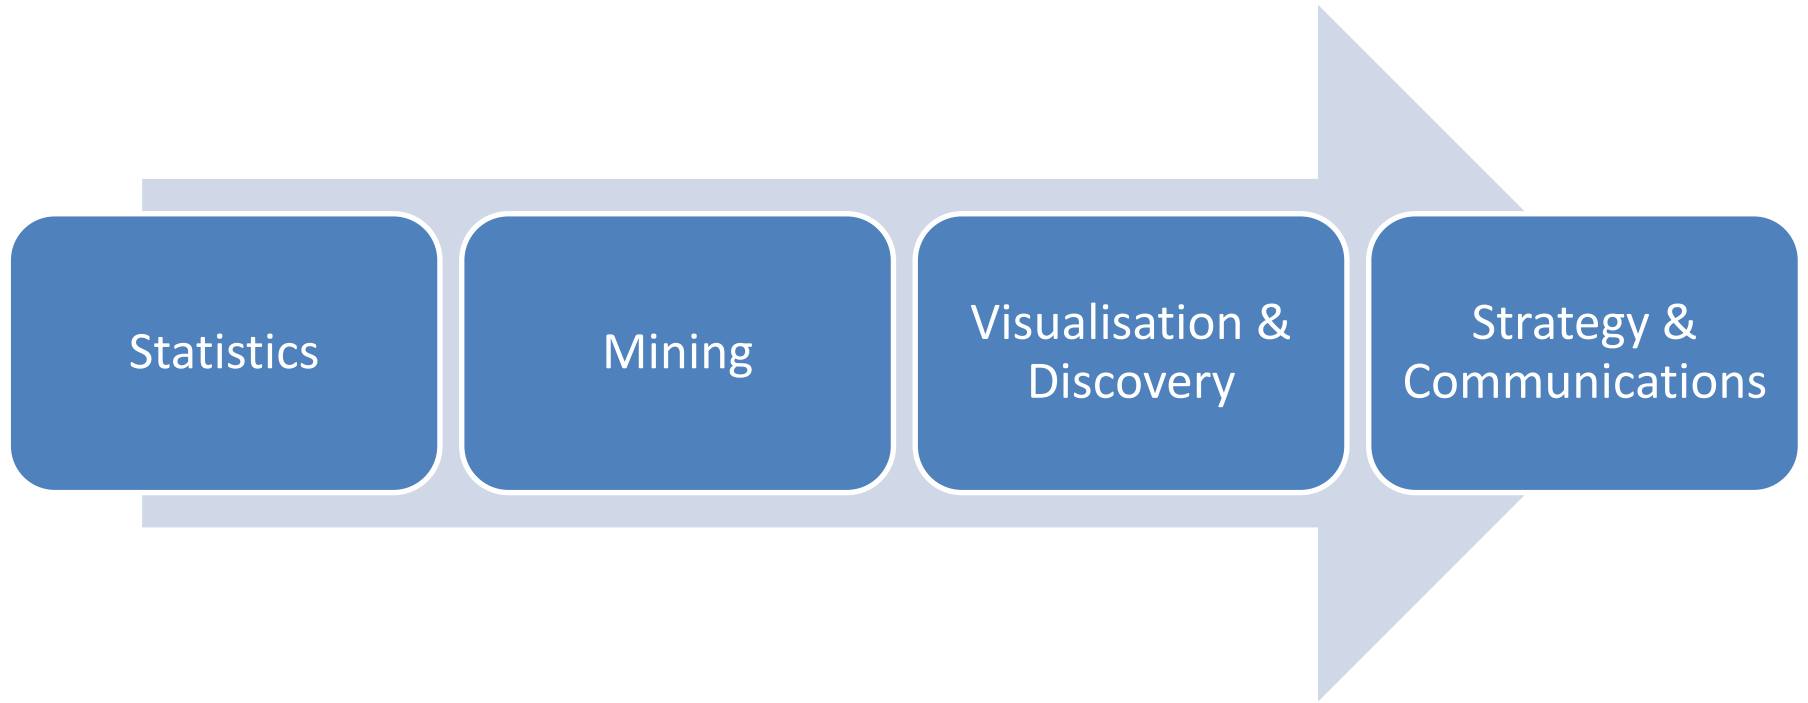 Statistics
Mining
Visualisation &
Discovery
Strategy &
Communications